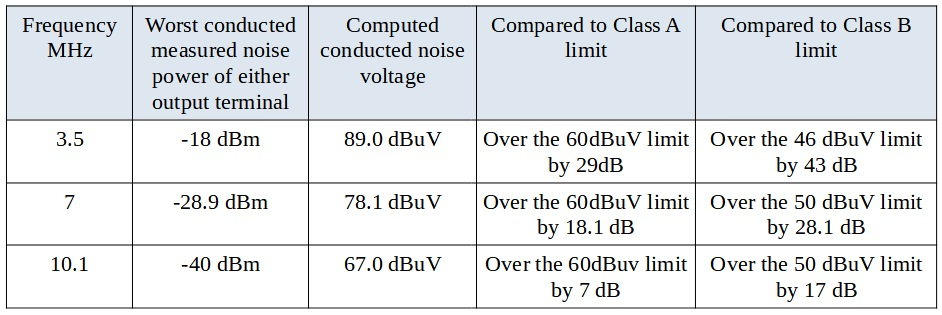 Frequency MHz | Worst conducted measured noise power of either output terminal | Computed conducted noise voltage | Compared to Class A limit | Compared to Class B limit
3.5 | -18 dBm | 89.0 dBuV | Over the 60dBuV limit by 29dB | Over the 46 dBuV limit by 43 dB
7 | -28.9 dBm | 78.1 dBuV | Over the 60dBuV limit by 18.1 dB | Over the 50 dBuV limit by 28.1 dB
10.1 | -40 dBm | 67.0 dBuV | Over the 60dBuv limit by 7 dB | Over the 50 dBuV limit by 17 dB